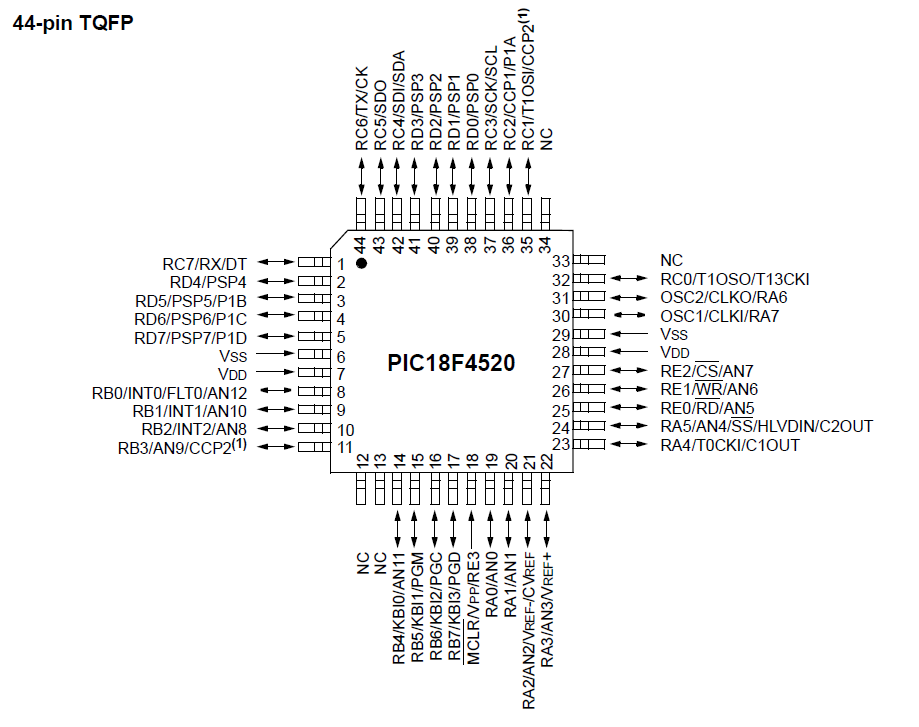 44-pin TQFP
RC6/TX/CK
RC5/SDO
RC4/SDI/SDA
RD3/PSP3
RD2/PSP2
RD1/PSP1
RD0/PSP0
RC3/SCK/SCL
RC2/CCP1/P1A
RC1/T1OSI/CCP2(1)
NC
44
43
42
41
40
39
38
37
36
35
34
RC7/RX/DT 1
RD4/PSP4 2
RD5/PSP5/P1B 3
RD6/PSP6/P1C 4
RD7/PSP7/P1D 5
VSS 6
VDD 7
RB0/INT0/FLT0/AN12 8
RB1/INT1/AN10 9
RB2/INT2/AN8 10
RB3/AN9/CCP2(1) 11
PIC18F4520
33 NC
32 RC0/T1OSO/T13CKI
31 OSC2/CLKO/RA6
30 OSC1/CLKI/RA7
29 VSS
28 VDD
27 RE2/CS/AN7
26 RE1/WR/AN6
25 RE0/RD/AN5
24 RA5/AN4/SS/HLVDIN/C2OUT
23 RA4/T0CKI/C1OUT
12
13
14
15
16
17
18
19
20
21
22
NC
NC
RB4/KBI0/AN11
RB5/KBI1/PGM
RB6/KBI2/PGC
RB7/KBI3/PGD
MCLR/VPP/RE3
RA0/AN0
RA1/AN1
RA2/AN2/VREF-/CVREF
RA3/AN3/VREF+